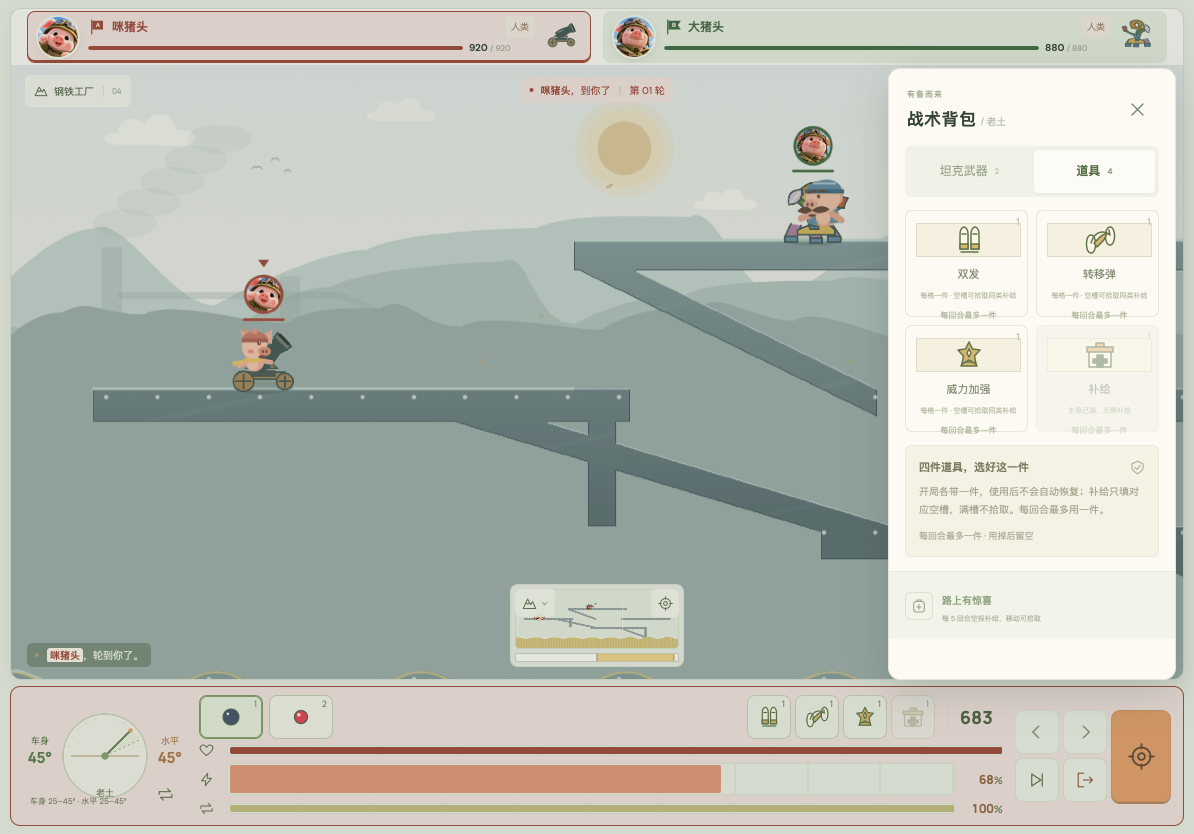 咪猪头
人类
920 / 920
大猪头
人类
880 / 880
钢铁工厂 04
咪猪头，到你了 第 01 轮
有备而来
战术背包 / 老土
坦克武器 2
道具 4
1
双发
每格一件 · 空槽可拾取同类补给
每回合最多一件
1
转移弹
每格一件 · 空槽可拾取同类补给
每回合最多一件
1
威力加强
每格一件 · 空槽可拾取同类补给
每回合最多一件
1
补给
生命已满，无需补给
每回合最多一件
四件道具，选好这一件
开局各带一件，使用后不会自动恢复；补给只填对
应空槽，满槽不拾取。每回合最多用一件。
每回合最多一件 · 用掉后留空
路上有惊喜
每 5 回合空投补给，移动可拾取
咪猪头，轮到你了。
车身
45°
水平
45°
老土
车身 25–45° · 水平 25–45°
1
2
1
1
1
1
683
68%
100%